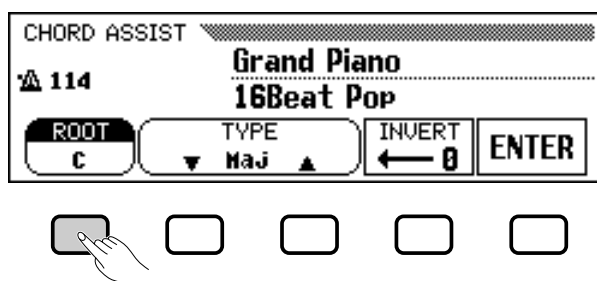 CHORD ASSIST
Grand Piano
114
16Beat Pop
ROOT TYPE INVERT ENTER
C ▼ Maj ▲ ← 0